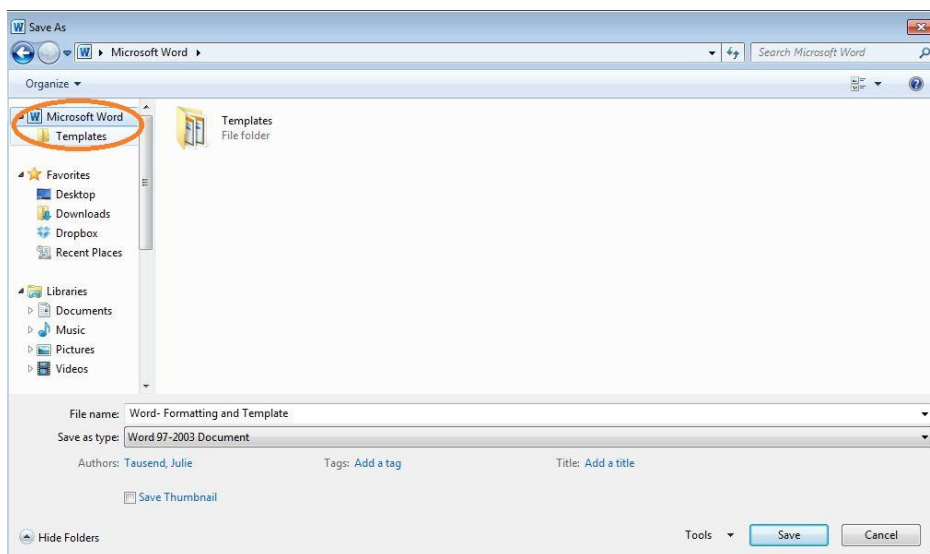 Save As
Microsoft Word
Search Microsoft Word
Organize
Microsoft Word
Templates
Favorites
Desktop
Downloads
Dropbox
Recent Places
Libraries
Documents
Music
Pictures
Videos
Templates
File folder
File name: Word- Formatting and Template
Save as type: Word 97-2003 Document
Authors: Tausend, Julie Tags: Add a tag Title: Add a title
Save Thumbnail
Hide Folders Tools Save Cancel